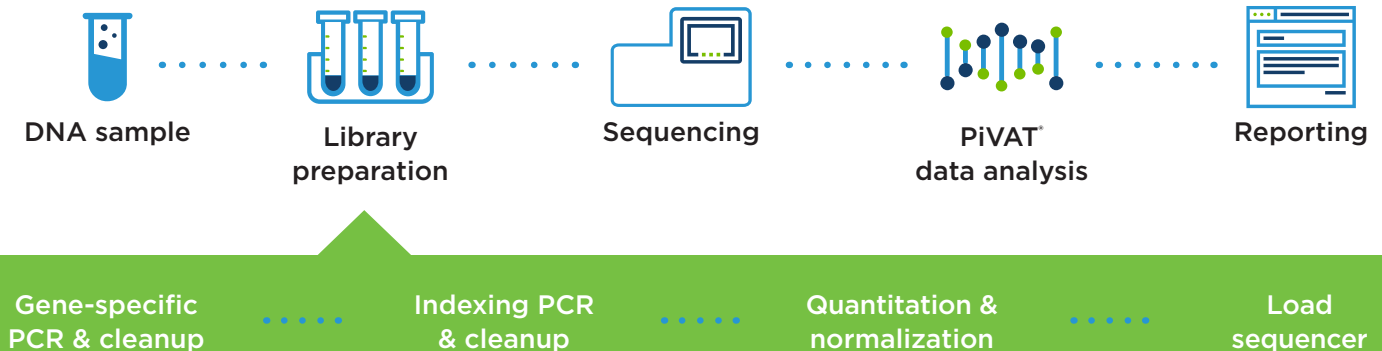 DNA sample
Library
preparation
Sequencing
PiVAT®
data analysis
Reporting
Gene-specific
PCR & cleanup
Indexing PCR
& cleanup
Quantitation &
normalization
Load
sequencer